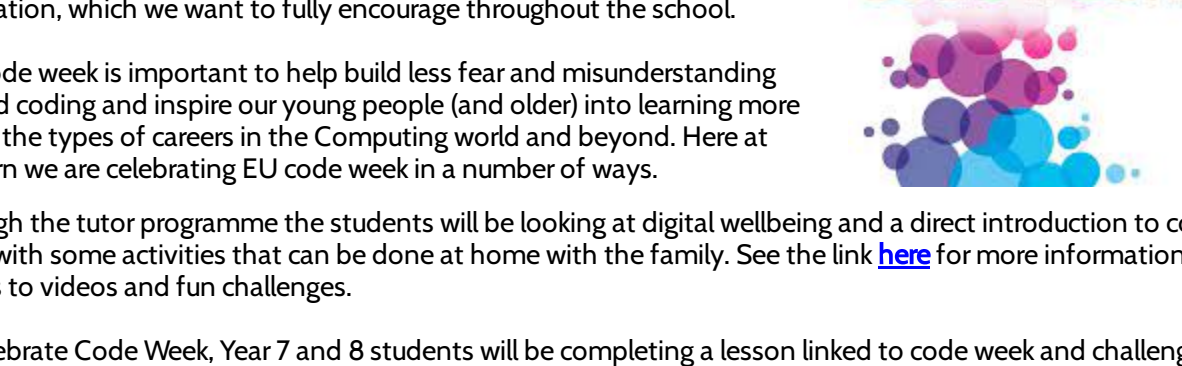 ation, which we want to fully encourage throughout the school.
ode week is important to help build less fear and misunderstanding
d coding and inspire our young people (and older) into learning more
the types of careers in the Computing world and beyond. Here at
rn we are celebrating EU code week in a number of ways.
gh the tutor programme the students will be looking at digital wellbeing and a direct introduction to co
with some activities that can be done at home with the family. See the link here for more information
s to videos and fun challenges.
ebrate Code Week, Year 7 and 8 students will be completing a lesson linked to code week and challeng